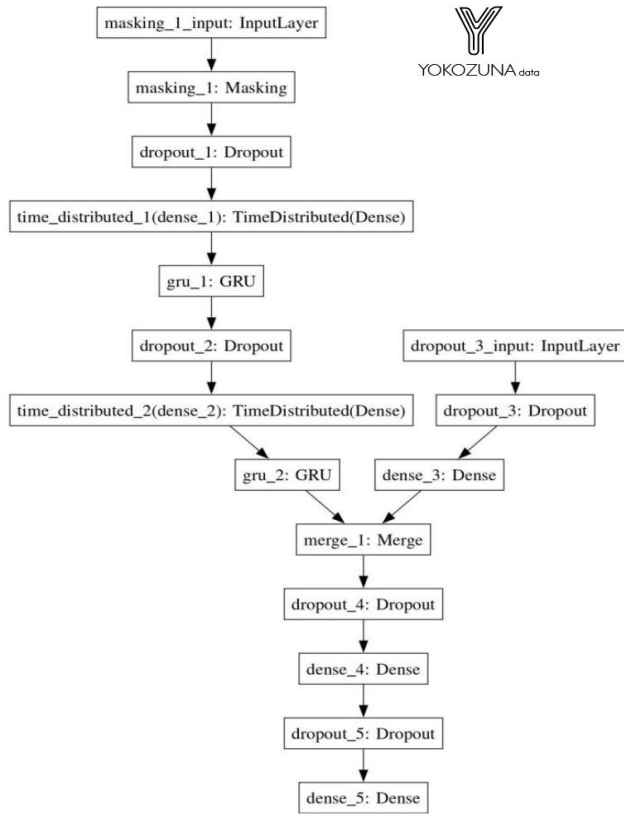 masking_1_input: InputLayer
YOKOZUNA data
masking_1: Masking
dropout_1: Dropout
time_distributed_1(dense_1): TimeDistributed(Dense)
gru_1: GRU
dropout_2: Dropout
dropout_3_input: InputLayer
time_distributed_2(dense_2): TimeDistributed(Dense)
dropout_3: Dropout
gru_2: GRU
dense_3: Dense
merge_1: Merge
dropout_4: Dropout
dense_4: Dense
dropout_5: Dropout
dense_5: Dense